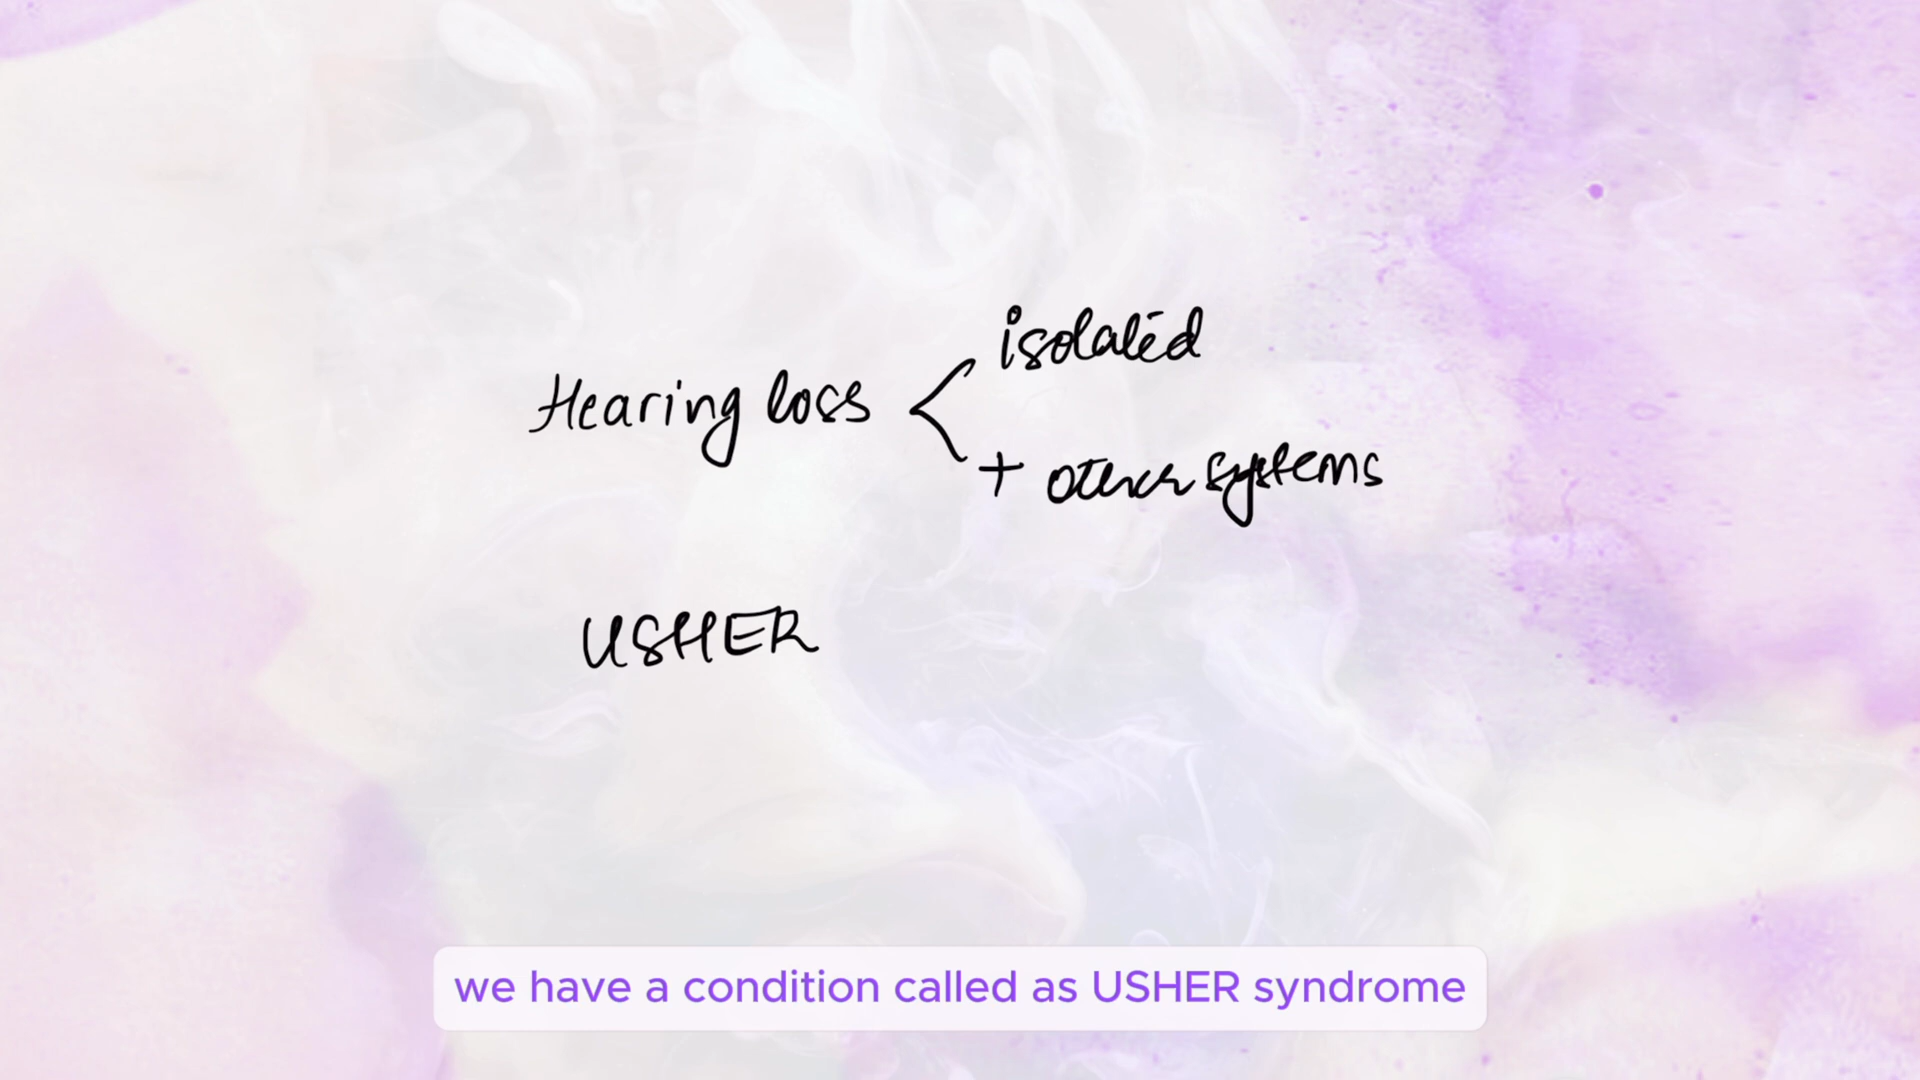 isolated
Hearing loss <
+ other systems
USHER
we have a condition called as USHER syndrome